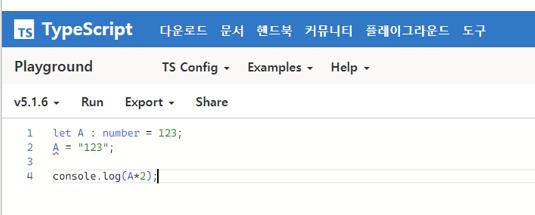 TS TypeScript 다운로드 문서 핸드북 커뮤니티 플레이그라운드 도구
Playground TS Config Examples Help
v5.1.6 Run Export Share
1 let A : number = 123;
2 A = "123";
3
4 console.log(A*2);